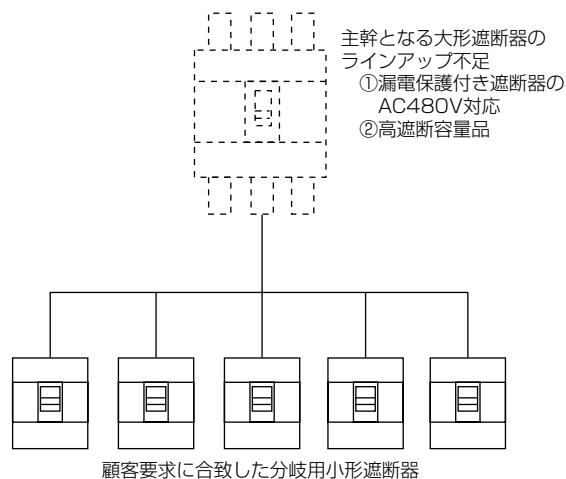 主幹となる大形遮断器の
ラインアップ不足
①漏電保護付き遮断器の
AC480V対応
②高遮断容量品
顧客要求に合致した分岐用小形遮断器